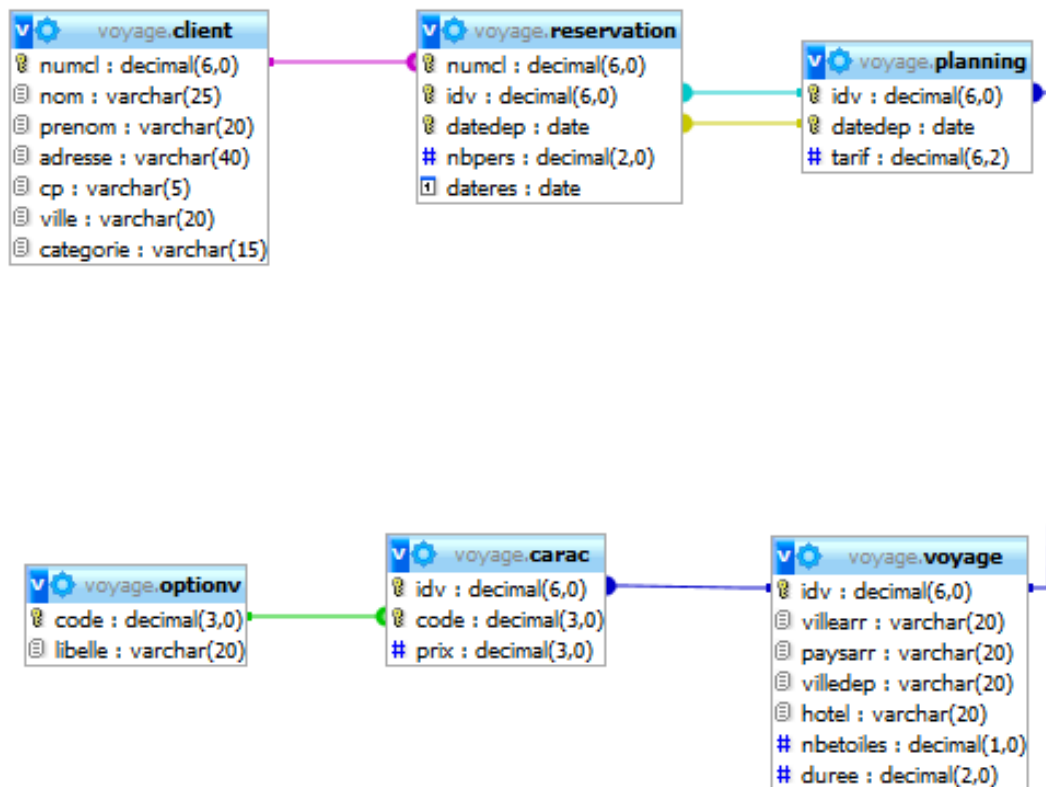 voyage.client
numcl : decimal(6,0)
nom : varchar(25)
prenom : varchar(20)
adresse : varchar(40)
cp : varchar(5)
ville : varchar(20)
categorie : varchar(15)
voyage.reservation
numcl : decimal(6,0)
idv : decimal(6,0)
datedep : date
nbpers : decimal(2,0)
dateres : date
voyage.planning
idv : decimal(6,0)
datedep : date
tarif : decimal(6,2)
voyage.optionv
code : decimal(3,0)
libelle : varchar(20)
voyage.carac
idv : decimal(6,0)
code : decimal(3,0)
prix : decimal(3,0)
voyage.voyage
idv : decimal(6,0)
villearr : varchar(20)
paysarr : varchar(20)
villedep : varchar(20)
hotel : varchar(20)
nbetoiles : decimal(1,0)
duree : decimal(2,0)